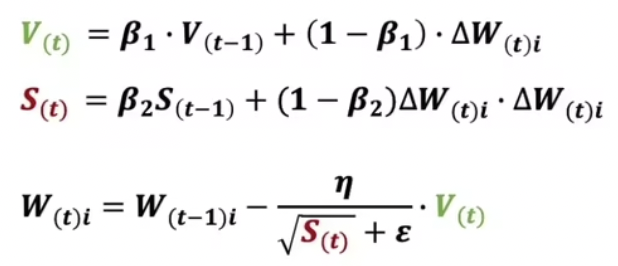 V(t) = β1 · V(t−1) + (1 − β1) · ΔW(t)i
S(t) = β2S(t−1) + (1 − β2)ΔW(t)i · ΔW(t)i
W(t)i = W(t−1)i − η / (√S(t) + ε) · V(t)